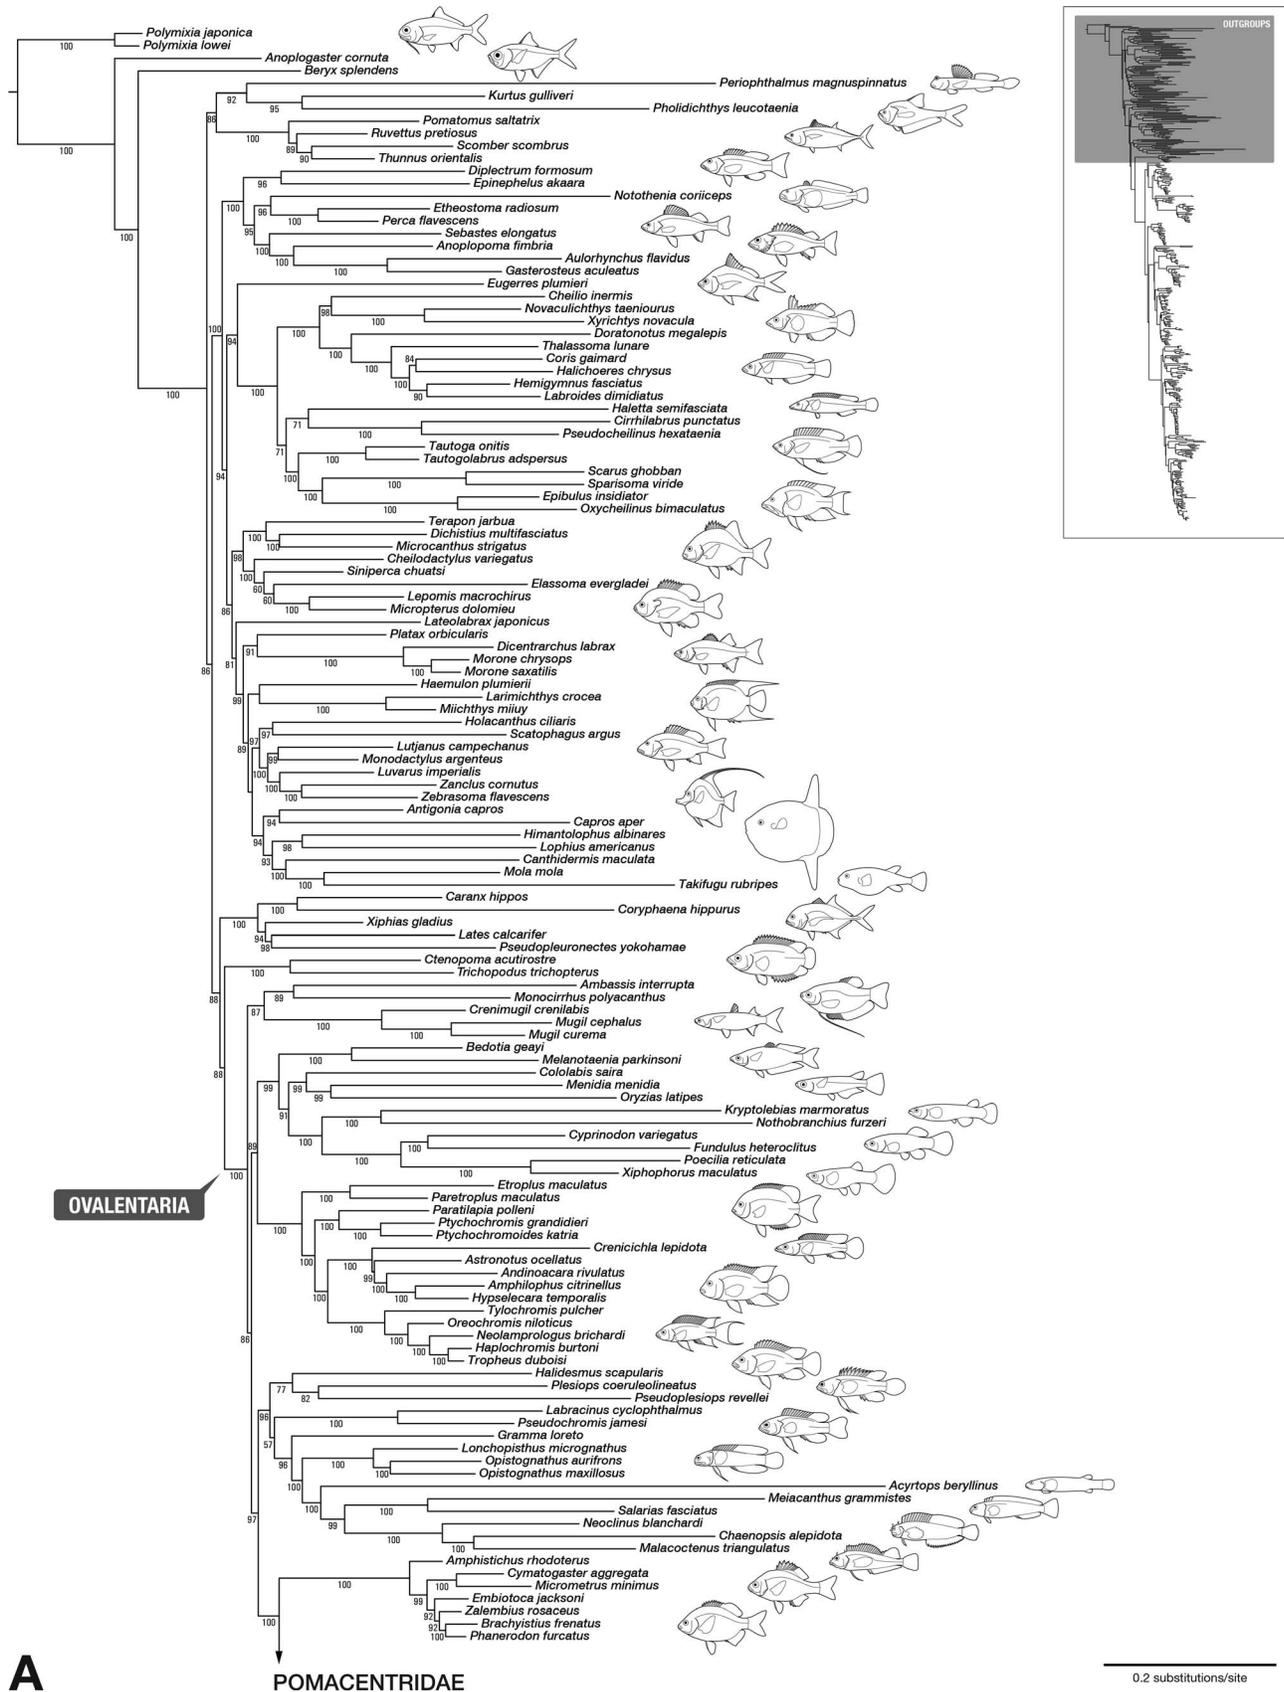 OUTGROUPS
Polymixia japonica
100
Polymixia lowei
Anoplogaster cornuta
Beryx splendens
Periophthalmus magnuspinnatus
92
Kurtus gulliveri
95
Pholidichthys leucotaenia
86
Pomatomus saltatrix
100
Ruvettus pretiosus
89
Scomber scombrus
90
Thunnus orientalis
100
Diplectrum formosum
96
Epinephelus akaara
Notothenia coriiceps
100
96
Etheostoma radiosum
100
Perca flavescens
100
95
Sebastes elongatus
100
Anoplopoma fimbria
100
Aulorhynchus flavidus
100
Gasterosteus aculeatus
Eugerres plumieri
Cheilio inermis
98
Novaculichthys taeniourus
100
Xyrichtys novacula
100
100
94
Doratonotus megalepis
100
Thalassoma lunare
84
Coris gaimard
100
Halichoeres chrysus
100
Hemigymnus fasciatus
90
Labroides dimidiatus
100
100
Haletta semifasciata
71
Cirrhilabrus punctatus
100
Pseudocheilinus hexataenia
71
Tautoga onitis
100
Tautogolabrus adspersus
94
100
Scarus ghobban
100
Sparisoma viride
100
Epibulus insidiator
100
Oxycheilinus bimaculatus
Terapon jarbua
100
Dichistius multifasciatus
100
Microcanthus strigatus
98
Cheilodactylus variegatus
100
Siniperca chuatsi
60
Elassoma evergladei
60
Lepomis macrochirus
100
Micropterus dolomieu
86
Lateolabrax japonicus
Platax orbicularis
91
Dicentrarchus labrax
100
Morone chrysops
100
Morone saxatilis
81
86
Haemulon plumierii
99
Larimichthys crocea
100
Miichthys miiuy
Holacanthus ciliaris
97
Scatophagus argus
97
89
Lutjanus campechanus
99
Monodactylus argenteus
100
Luvarus imperialis
100
Zanclus cornutus
100
Zebrasoma flavescens
Antigonia capros
94
Capros aper
94
Himantolophus albinares
98
Lophius americanus
93
Canthidermis maculata
100
Mola mola
100
Takifugu rubripes
Caranx hippos
100
Coryphaena hippurus
100
Xiphias gladius
94
Lates calcarifer
98
Pseudopleuronectes yokohamae
Ctenopoma acutirostre
100
Trichopodus trichopterus
88
Ambassis interrupta
89
Monocirrhus polyacanthus
87
Crenimugil crenilabis
100
Mugil cephalus
100
Mugil curema
Bedotia geayi
100
Melanotaenia parkinsoni
88
Cololabis saira
99
99
Menidia menidia
99
Oryzias latipes
91
Kryptolebias marmoratus
100
Nothobranchius furzeri
100
Cyprinodon variegatus
100
Fundulus heteroclitus
89
100
Poecilia reticulata
100
Xiphophorus maculatus
100
Etroplus maculatus
100
Paretroplus maculatus
OVALENTARIA
Paratilapia polleni
100
Ptychochromis grandidieri
100
100
Ptychochromoides katria
Crenicichla lepidota
100
100
Astronotus ocellatus
99
Andinoacara rivulatus
100
Amphilophus citrinellus
100
100
Hypselecara temporalis
Tylochromis pulcher
100
Oreochromis niloticus
100
Neolamprologus brichardi
86
100
Haplochromis burtoni
100
Tropheus duboisi
Halidesmus scapularis
77
Plesiops coeruleolineatus
82
Pseudoplesiops revellei
96
Labracinus cyclophthalmus
100
Pseudochromis jamesi
57
Gramma loreto
96
Lonchopisthus micrognathus
100
Opistognathus aurifrons
100
Opistognathus maxillosus
100
Acyrtops beryllinus
100
Meiacanthus grammistes
100
Salarias fasciatus
97
99
Neoclinus blanchardi
100
Chaenopsis alepidota
100
Malacoctenus triangulatus
Amphistichus rhodoterus
100
Cymatogaster aggregata
100
Micrometrus minimus
99
Embiotoca jacksoni
92
Zalembius rosaceus
100
92
Brachyistius frenatus
100
Phanerodon furcatus
A
POMACENTRIDAE
0.2 substitutions/site